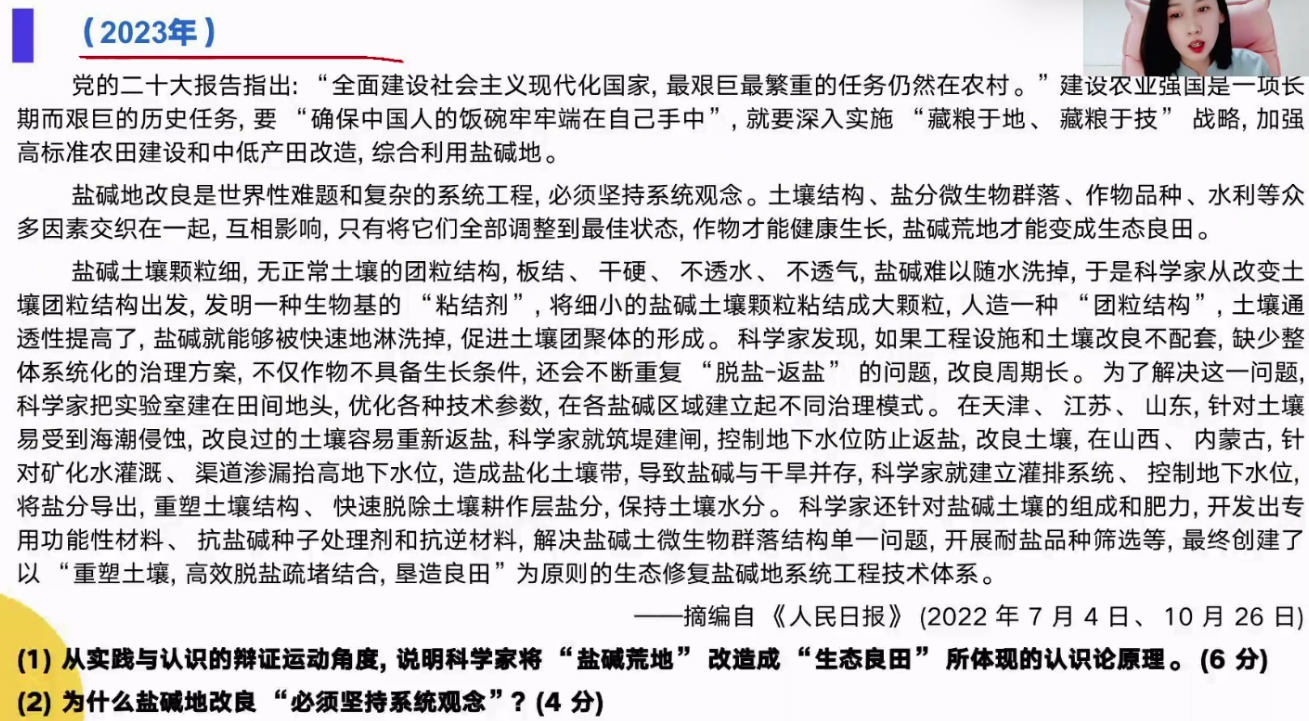 (2023年)
党的二十大报告指出: “全面建设社会主义现代化国家, 最艰巨最繁重的任务仍然在农村。” 建设农业强国是一项长
期而艰巨的历史任务, 要 “确保中国人的饭碗牢牢端在自己手中”, 就要深入实施 “藏粮于地、藏粮于技” 战略, 加强
高标准农田建设和中低产田改造, 综合利用盐碱地。
盐碱地改良是世界性难题和复杂的系统工程, 必须坚持系统观念。土壤结构、盐分微生物群落、作物品种、水利等众
多因素交织在一起, 互相影响, 只有将它们全部调整到最佳状态, 作物才能健康生长, 盐碱荒地才能变成生态良田。
盐碱土壤颗粒细, 无正常土壤的团粒结构, 板结、 干硬、 不透水、 不透气, 盐碱难以随水洗掉, 于是科学家从改变土
壤团粒结构出发, 发明一种生物基的 “粘结剂”, 将细小的盐碱土壤颗粒粘结成大颗粒, 人造一种 “团粒结构”, 土壤通
透性提高了, 盐碱就能够被快速地淋洗掉, 促进土壤团聚体的形成。 科学家发现, 如果工程设施和土壤改良不配套, 缺少整
体系统化的治理方案, 不仅作物不具备生长条件, 还会不断重复 “脱盐-返盐” 的问题, 改良周期长。 为了解决这一问题,
科学家把实验室建在田间地头, 优化各种技术参数, 在各盐碱区域建立起不同治理模式。 在天津、 江苏、 山东, 针对土壤
易受到海潮侵蚀, 改良过的土壤容易重新返盐, 科学家就筑堤建闸, 控制地下水位防止返盐, 改良土壤, 在山西、 内蒙古, 针
对矿化水灌溉、 渠道渗漏抬高地下水位, 造成盐化土壤带, 导致盐碱与干旱并存, 科学家就建立灌排系统、 控制地下水位,
将盐分导出, 重塑土壤结构、 快速脱除土壤耕作层盐分, 保持土壤水分。 科学家还针对盐碱土壤的组成和肥力, 开发出专
用功能性材料、 抗盐碱种子处理剂和抗逆材料, 解决盐碱土微生物群落结构单一问题, 开展耐盐品种筛选等, 最终创建了
以 “重塑土壤, 高效脱盐疏堵结合, 垦造良田”为原则的生态修复盐碱地系统工程技术体系。
——摘编自 《人民日报》 (2022 年 7 月 4 日、 10 月 26 日)
(1) 从实践与认识的辩证运动角度, 说明科学家将 “盐碱荒地” 改造成 “生态良田” 所体现的认识论原理。 (6 分)
(2) 为什么盐碱地改良 “必须坚持系统观念”? (4 分)